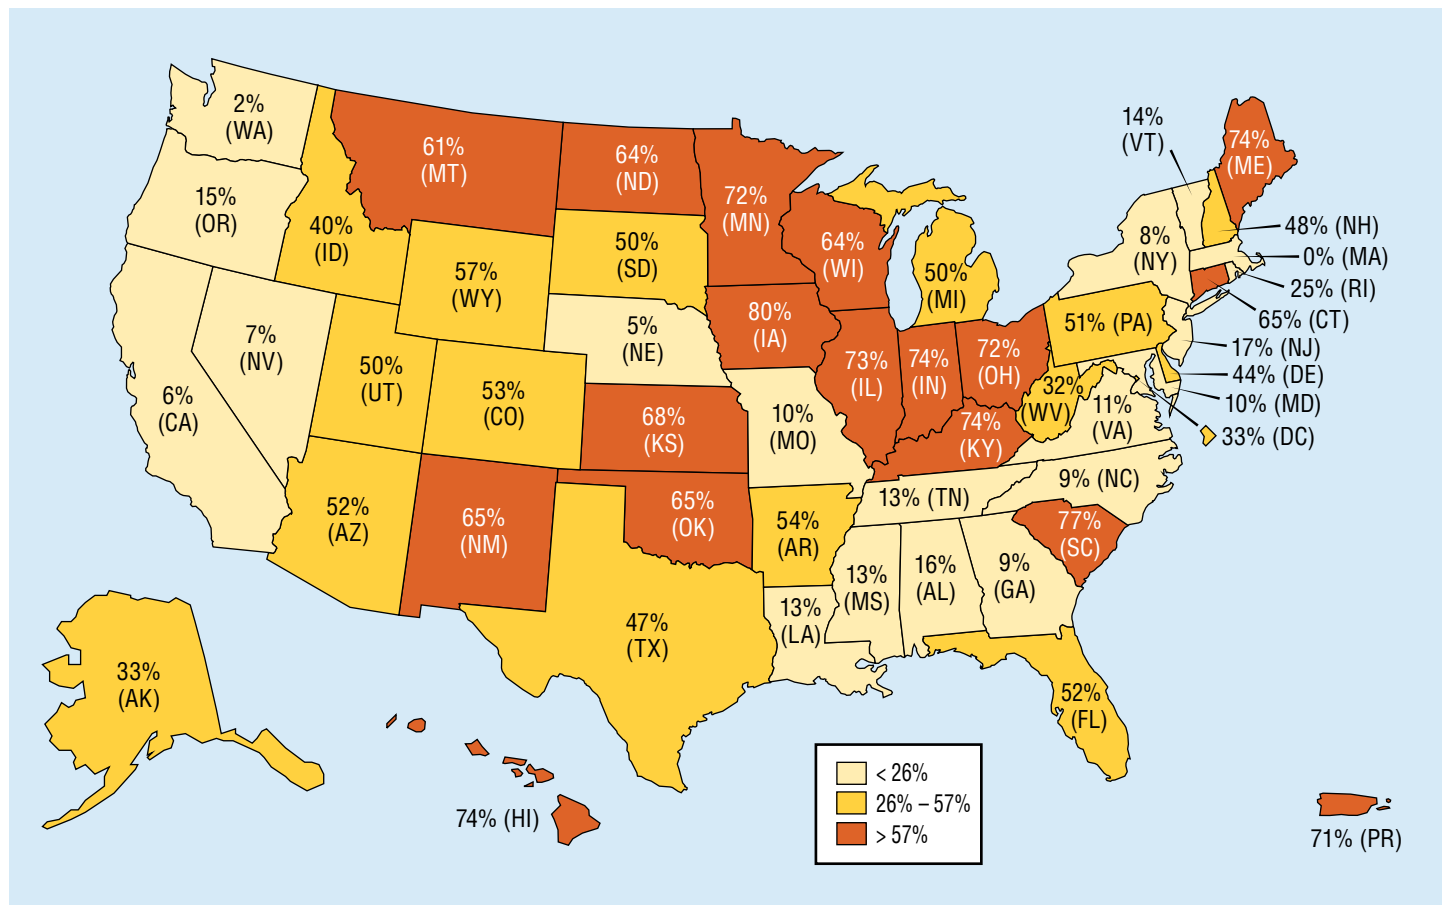 2%
(WA)
61%
(MT)
64%
(ND)
14%
(VT)
74%
(ME)
15%
(OR)
40%
(ID)
72%
(MN)
48% (NH)
57%
(WY)
50%
(SD)
64%
(WI)
8%
(NY)
0% (MA)
50%
(MI)
25% (RI)
65% (CT)
7%
(NV)
5%
(NE)
80%
(IA)
51% (PA)
17% (NJ)
50%
(UT)
73%
(IL)
74%
(IN)
72%
(OH)
44% (DE)
6%
(CA)
53%
(CO)
32%
(WV)
10% (MD)
68%
(KS)
10%
(MO)
74%
(KY)
11%
(VA)
33% (DC)
52%
(AZ)
65%
(NM)
65%
(OK)
13% (TN)
9% (NC)
54%
(AR)
77%
(SC)
13%
(MS)
16%
(AL)
9%
(GA)
47%
(TX)
13%
(LA)
33%
(AK)
52%
(FL)
74% (HI)
< 26%
26% – 57%
> 57%
71% (PR)